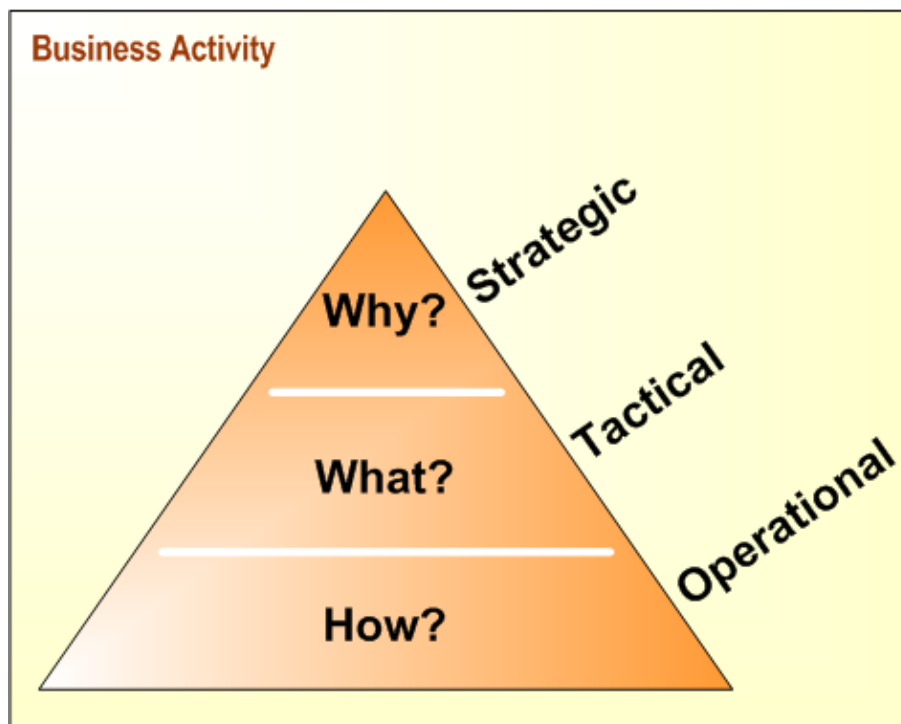 Business Activity
Why?
Strategic
What?
Tactical
How?
Operational